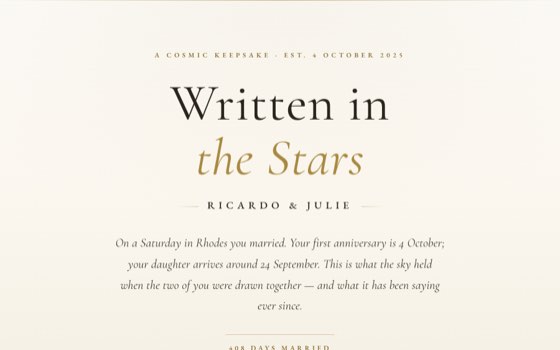 A COSMIC KEEPSAKE · EST. 4 OCTOBER 2025
Written in
the Stars
RICARDO & JULIE
On a Saturday in Rhodes you married. Your first anniversary is 4 October;
your daughter arrives around 24 September. This is what the sky held
when the two of you were drawn together — and what it has been saying
ever since.
DAYS MARRIED